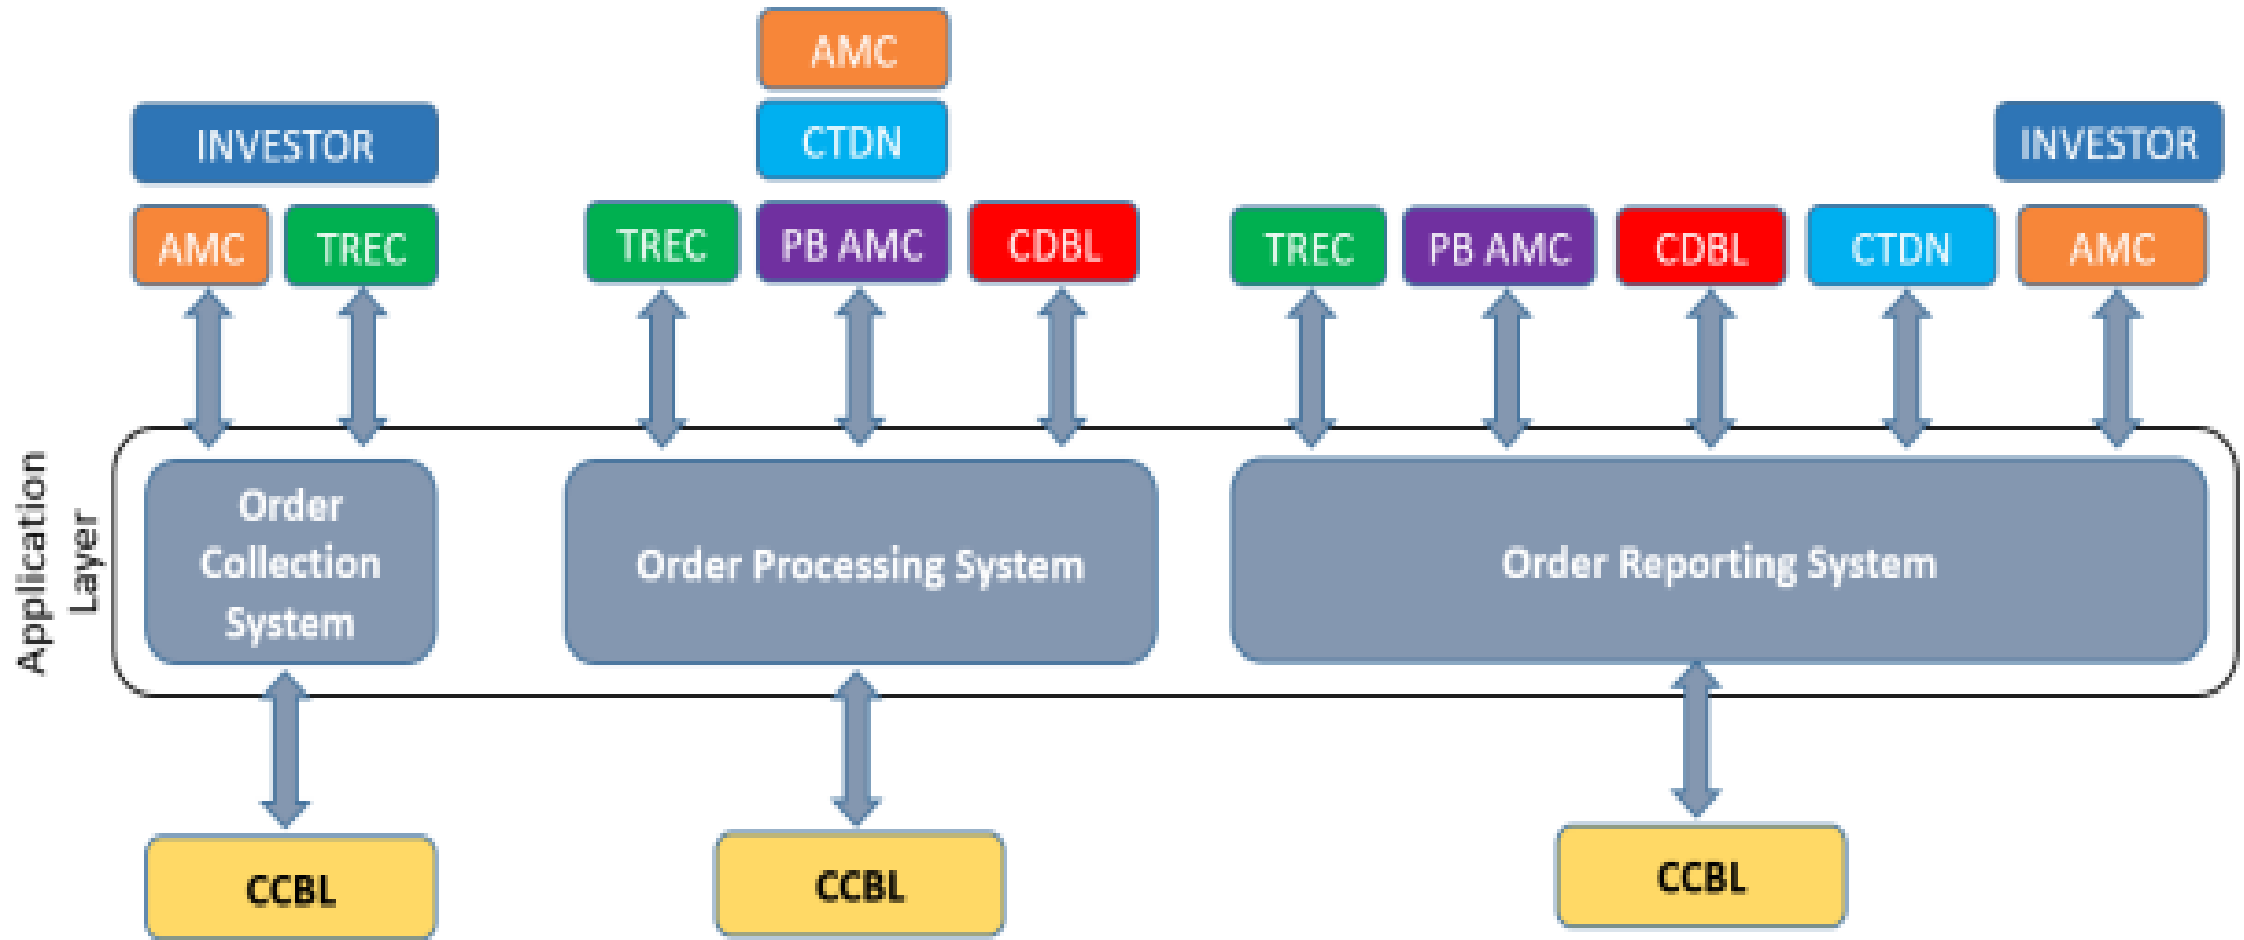 AMC
INVESTOR
CTDN
INVESTOR
AMC
TREC
TREC
PB AMC
CDBL
TREC
PB AMC
CDBL
CTDN
AMC
Application
Layer
Order
Collection
System
Order Processing System
Order Reporting System
CCBL
CCBL
CCBL